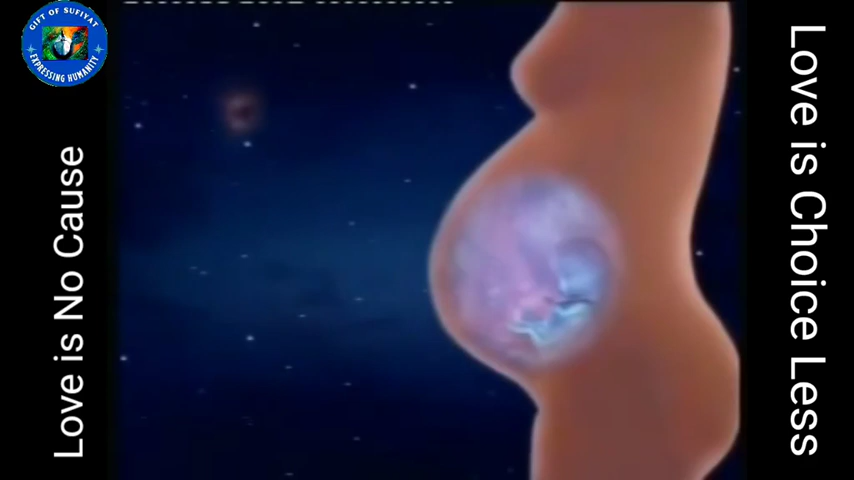 GIFT OF SUFIYAT
EXPRESSING HUMANITY
Love is No Cause
Love is Choice Less